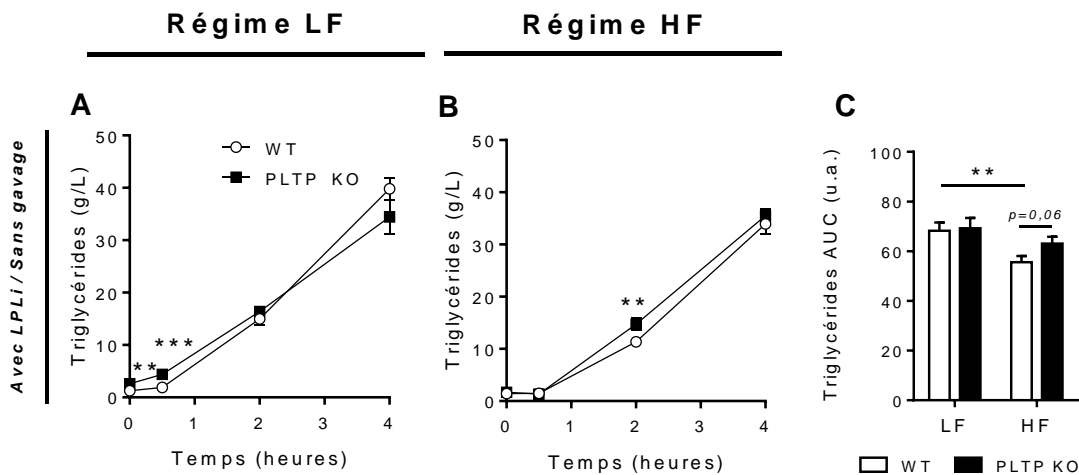 Régime LF
Régime HF
Avec LPLi / Sans gavage
A
Triglycérides (g/L)
50
40
30
20
10
0
WT
PLTP KO
**
***
0
1
2
3
4
Temps (heures)
B
Triglycérides (g/L)
50
40
30
20
10
0
**
0
1
2
3
4
Temps (heures)
C
Triglycérides AUC (u.a.)
100
80
60
40
20
0
**
p=0,06
LF
HF
WT
PLTP KO